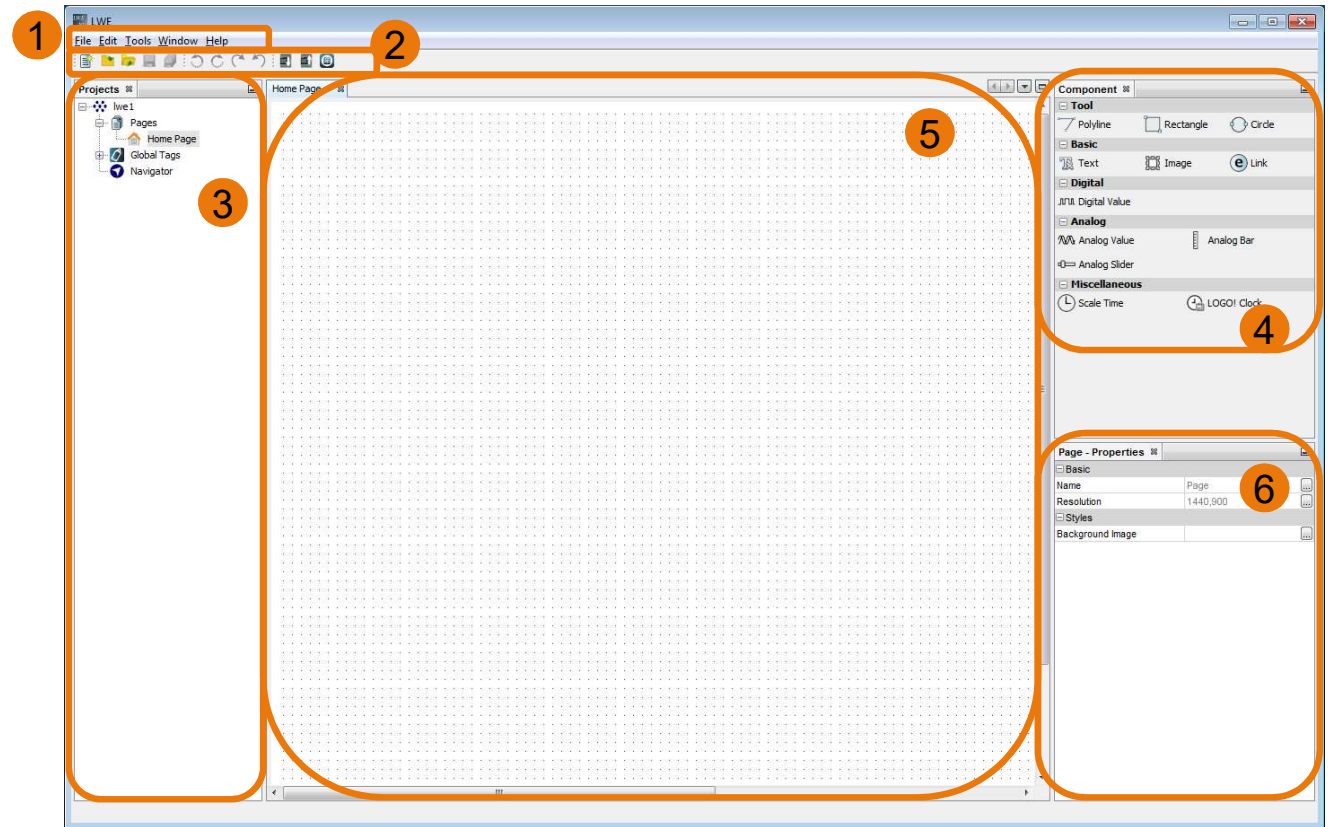 1
LWE
File Edit Tools Window Help
2
Projects
lwe1
Pages
Home Page
Global Tags
Navigator
3
Home Page
5
Component
Tool
Polyline Rectangle Circle
Basic
Text Image Link
Digital
Digital Value
Analog
Analog Value Analog Bar
Analog Slider
Miscellaneous
Scale Time LOGO! Clock
4
Page - Properties
Basic
Name Page ...
Resolution 1440,900 ...
Styles
Background Image ...
6